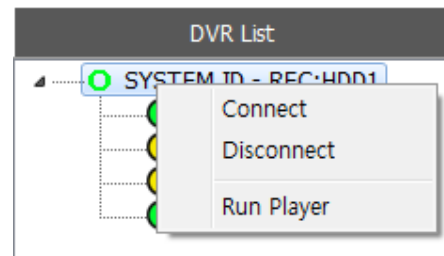 DVR List
SYSTEM ID - REC:HDD1
Connect
Disconnect
Run Player